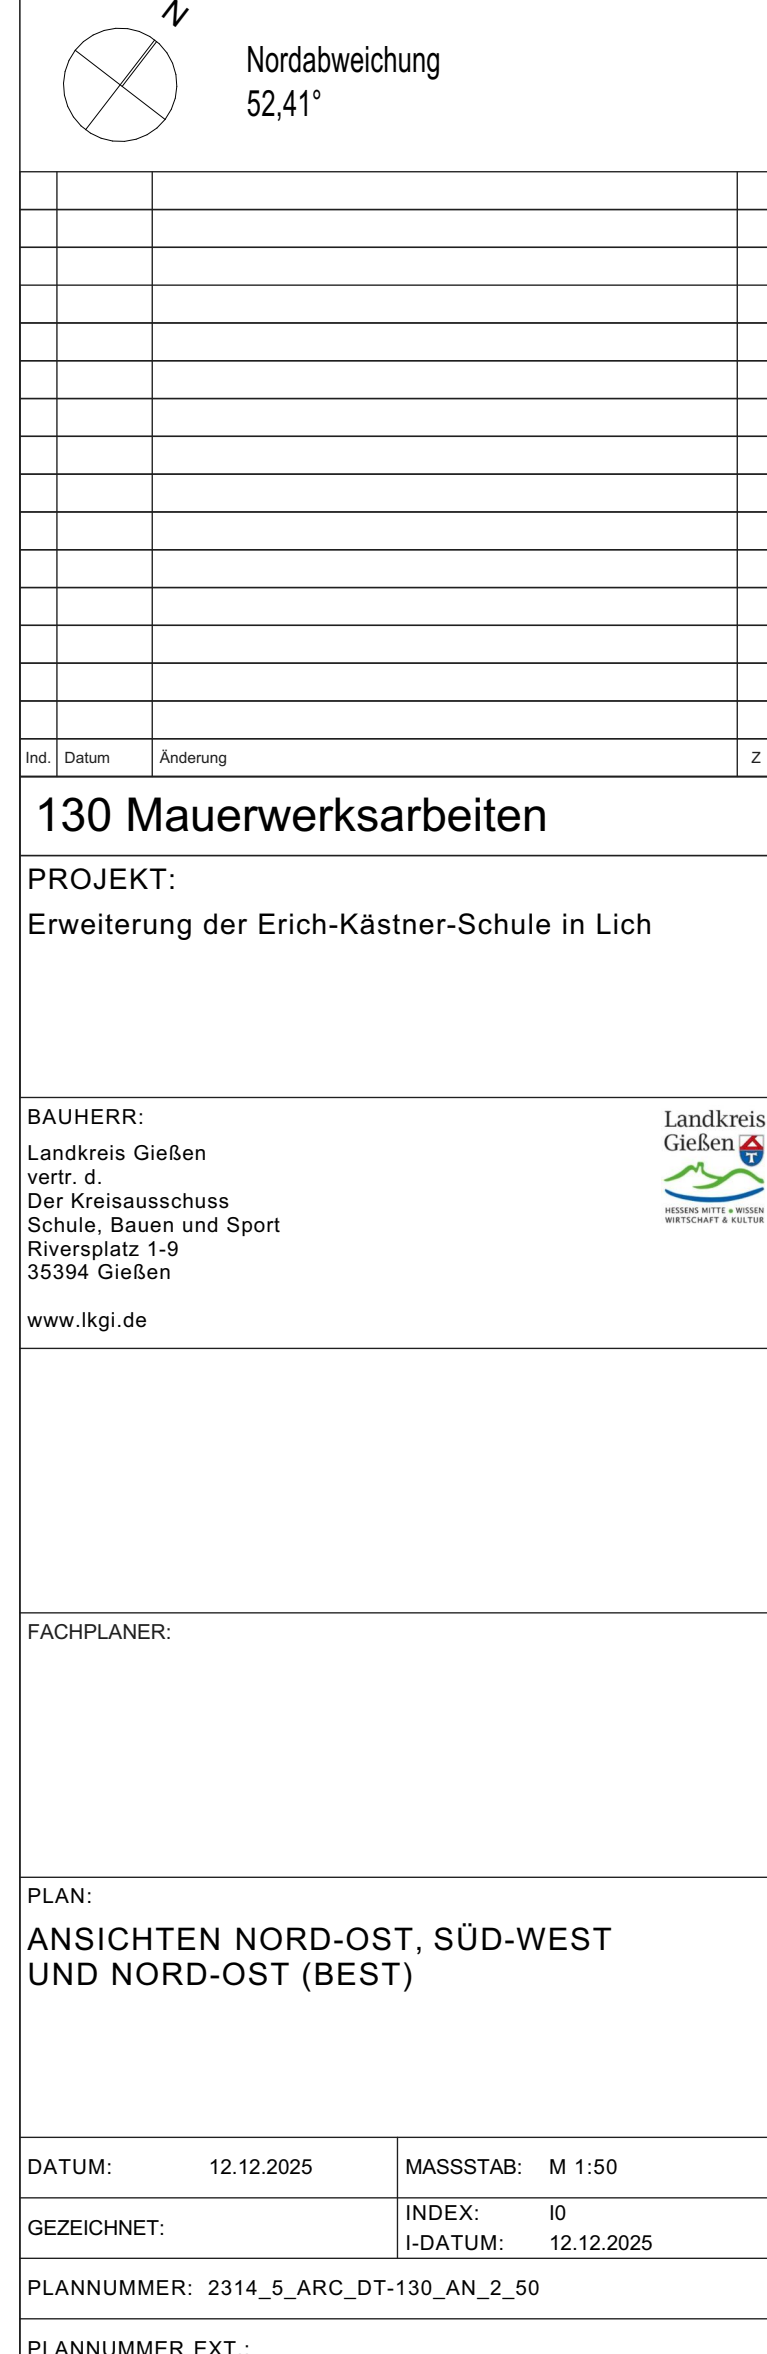 N
Nordabweichung
52,41°
Ind. Datum Änderung Z
130 Mauerwerksarbeiten
PROJEKT:
Erweiterung der Erich-Kästner-Schule in Lich
BAUHERR:
Landkreis Gießen
vertr. d.
Der Kreisausschuss
Schule, Bauen und Sport
Riversplatz 1-9
35394 Gießen
www.lkgi.de
Landkreis
Gießen
HESSENS MITTE • WISSEN
WIRTSCHAFT & KULTUR
FACHPLANER:
PLAN:
ANSICHTEN NORD-OST, SÜD-WEST
UND NORD-OST (BEST)
DATUM: 12.12.2025 MASSSTAB: M 1:50
GEZEICHNET:
INDEX: I0
I-DATUM: 12.12.2025
PLANNUMMER: 2314_5_ARC_DT-130_AN_2_50
PLANNUMMER EXT.: